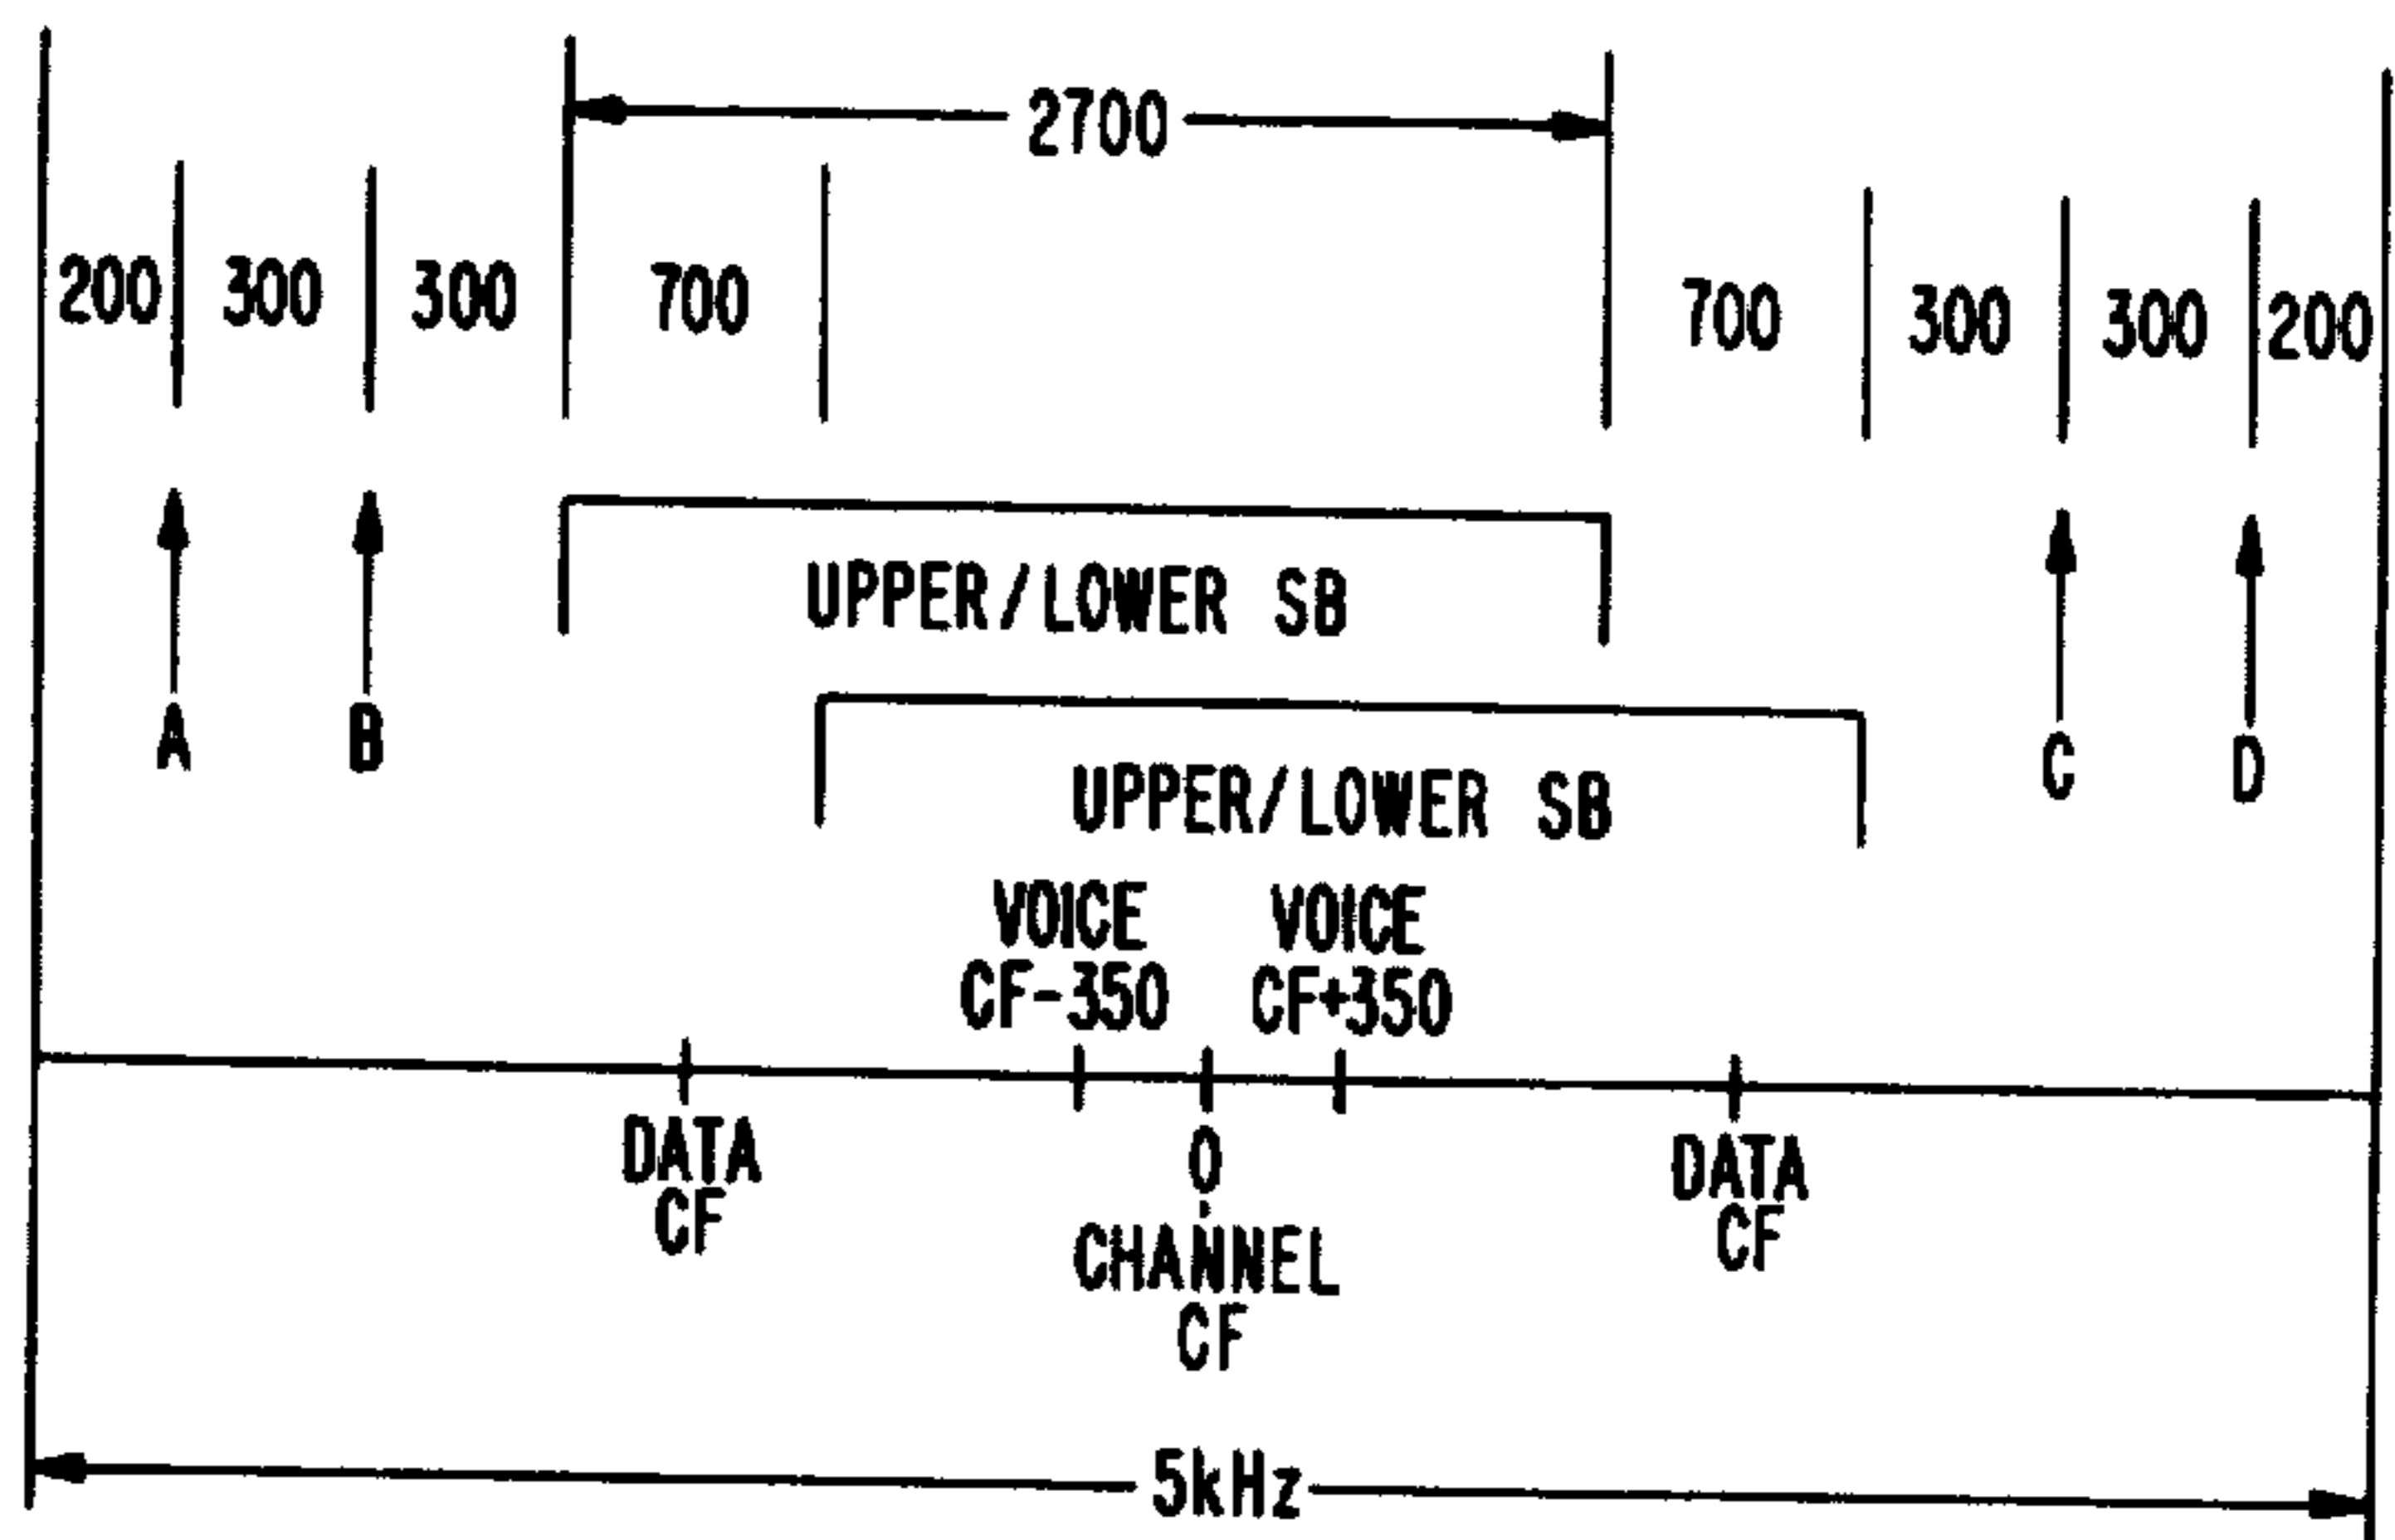 2700
200 300 300 700 700 300 300 200
UPPER/LOWER SB
A B C D
UPPER/LOWER SB
VOICE
CF-350
VOICE
CF+350
DATA
CF
0
CHANNEL
CF
DATA
CF
5kHz